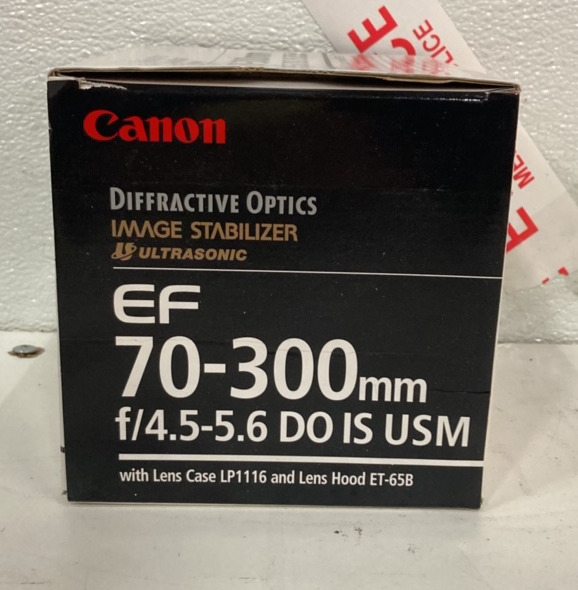 Canon
DIFFRACTIVE OPTICS
IMAGE STABILIZER
ULTRASONIC
EF
70-300mm
f/4.5-5.6 DO IS USM
with Lens Case LP1116 and Lens Hood ET-65B